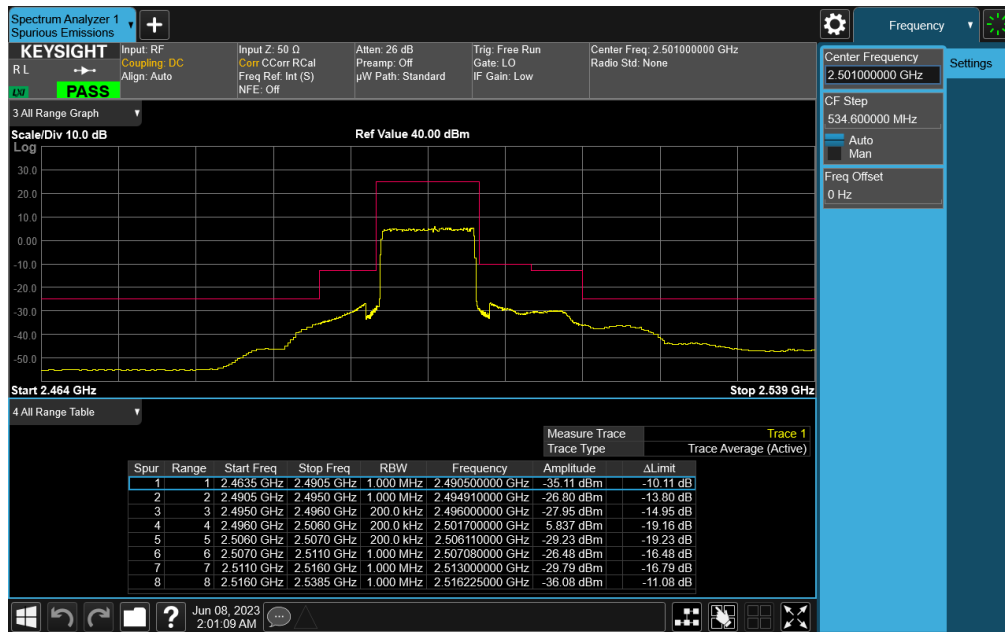 Spectrum Analyzer 1
Spurious Emissions
Frequency
KEYSIGHT
R L
LXI
PASS
Input: RF
Coupling: DC
Align: Auto
Input Z: 50 Ω
Corr CCorr RCal
Freq Ref: Int (S)
NFE: Off
Atten: 26 dB
Preamp: Off
µW Path: Standard
Trig: Free Run
Gate: LO
IF Gain: Low
Center Freq: 2.501000000 GHz
Radio Std: None
Center Frequency
2.501000000 GHz
Settings
CF Step
534.600000 MHz
Auto
Man
Freq Offset
0 Hz
3 All Range Graph
Scale/Div 10.0 dB
Ref Value 40.00 dBm
Log
30.0
20.0
10.0
0.00
-10.0
-20.0
-30.0
-40.0
-50.0
Start 2.464 GHz
Stop 2.539 GHz
4 All Range Table
Measure Trace Trace 1
Trace Type Trace Average (Active)
Spur Range Start Freq Stop Freq RBW Frequency Amplitude ΔLimit
1 1 2.4635 GHz 2.4905 GHz 1.000 MHz 2.490500000 GHz -35.11 dBm -10.11 dB
2 2 2.4905 GHz 2.4950 GHz 1.000 MHz 2.494910000 GHz -26.80 dBm -13.80 dB
3 3 2.4950 GHz 2.4960 GHz 200.0 kHz 2.496000000 GHz -27.95 dBm -14.95 dB
4 4 2.4960 GHz 2.5060 GHz 200.0 kHz 2.501700000 GHz 5.837 dBm -19.16 dB
5 5 2.5060 GHz 2.5070 GHz 200.0 kHz 2.506110000 GHz -29.23 dBm -19.23 dB
6 6 2.5070 GHz 2.5110 GHz 1.000 MHz 2.507080000 GHz -26.48 dBm -16.48 dB
7 7 2.5110 GHz 2.5160 GHz 1.000 MHz 2.513000000 GHz -29.79 dBm -16.79 dB
8 8 2.5160 GHz 2.5385 GHz 1.000 MHz 2.516225000 GHz -36.08 dBm -11.08 dB
?
Jun 08, 2023
2:01:09 AM